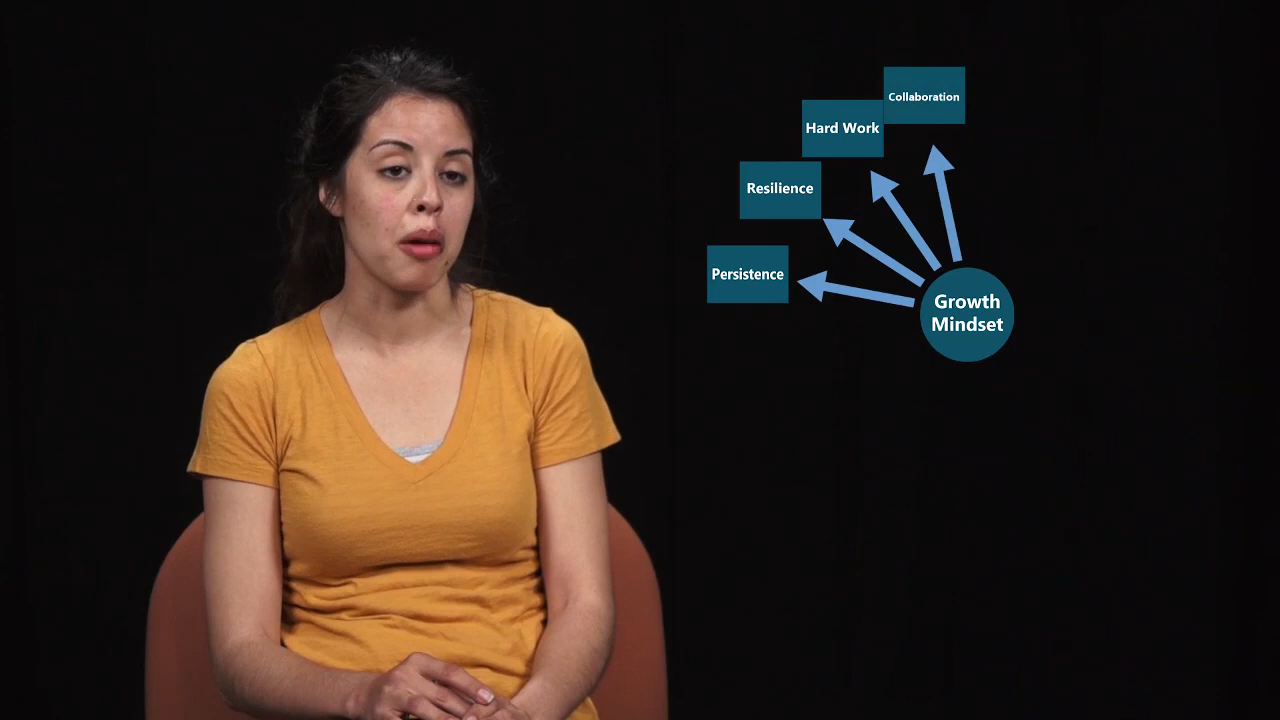 Collaboration
Hard Work
Resilience
Persistence
Growth
Mindset